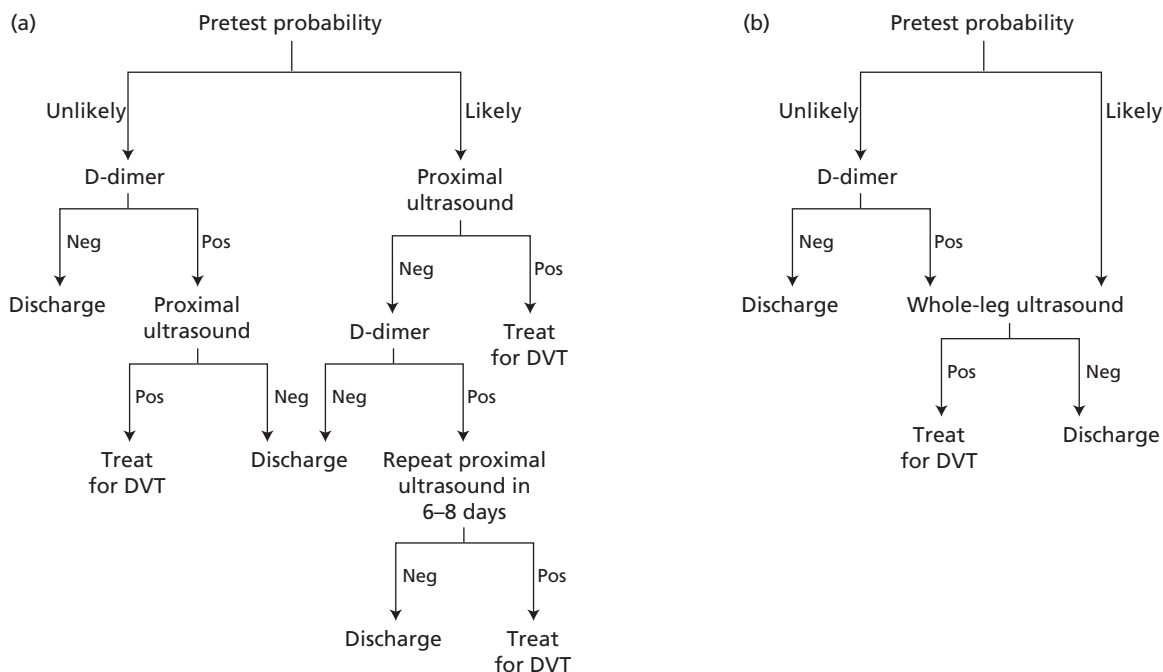 (a)
Pretest probability
Unlikely
Likely
D-dimer
Proximal
ultrasound
Neg
Pos
Neg
Pos
Discharge
Proximal
ultrasound
D-dimer
Treat
for DVT
Pos
Neg
Neg
Pos
Treat
for DVT
Discharge
Repeat proximal
ultrasound in
6–8 days
Neg
Pos
Discharge
Treat
for DVT
(b)
Pretest probability
Unlikely
Likely
D-dimer
Neg
Pos
Discharge
Whole-leg ultrasound
Pos
Neg
Treat
for DVT
Discharge